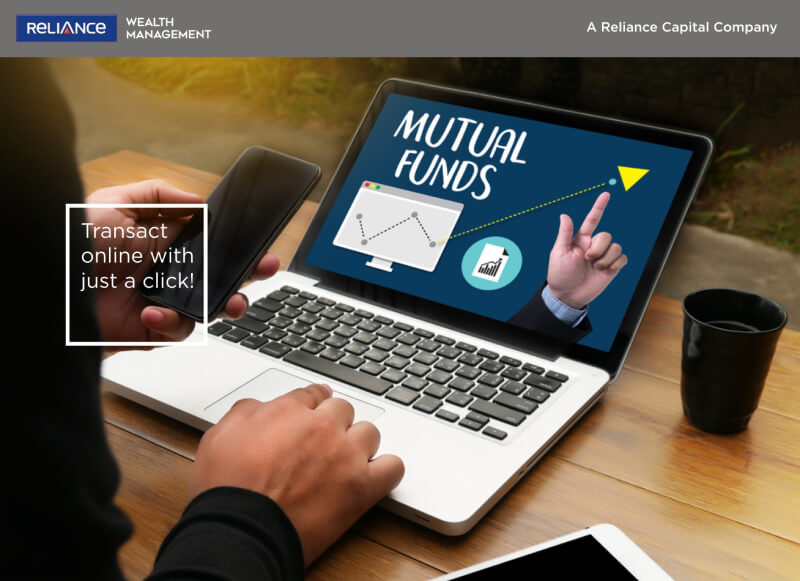 RELIANCE
WEALTH
MANAGEMENT
A Reliance Capital Company
MUTUAL
FUNDS
Transact
online with
just a click!